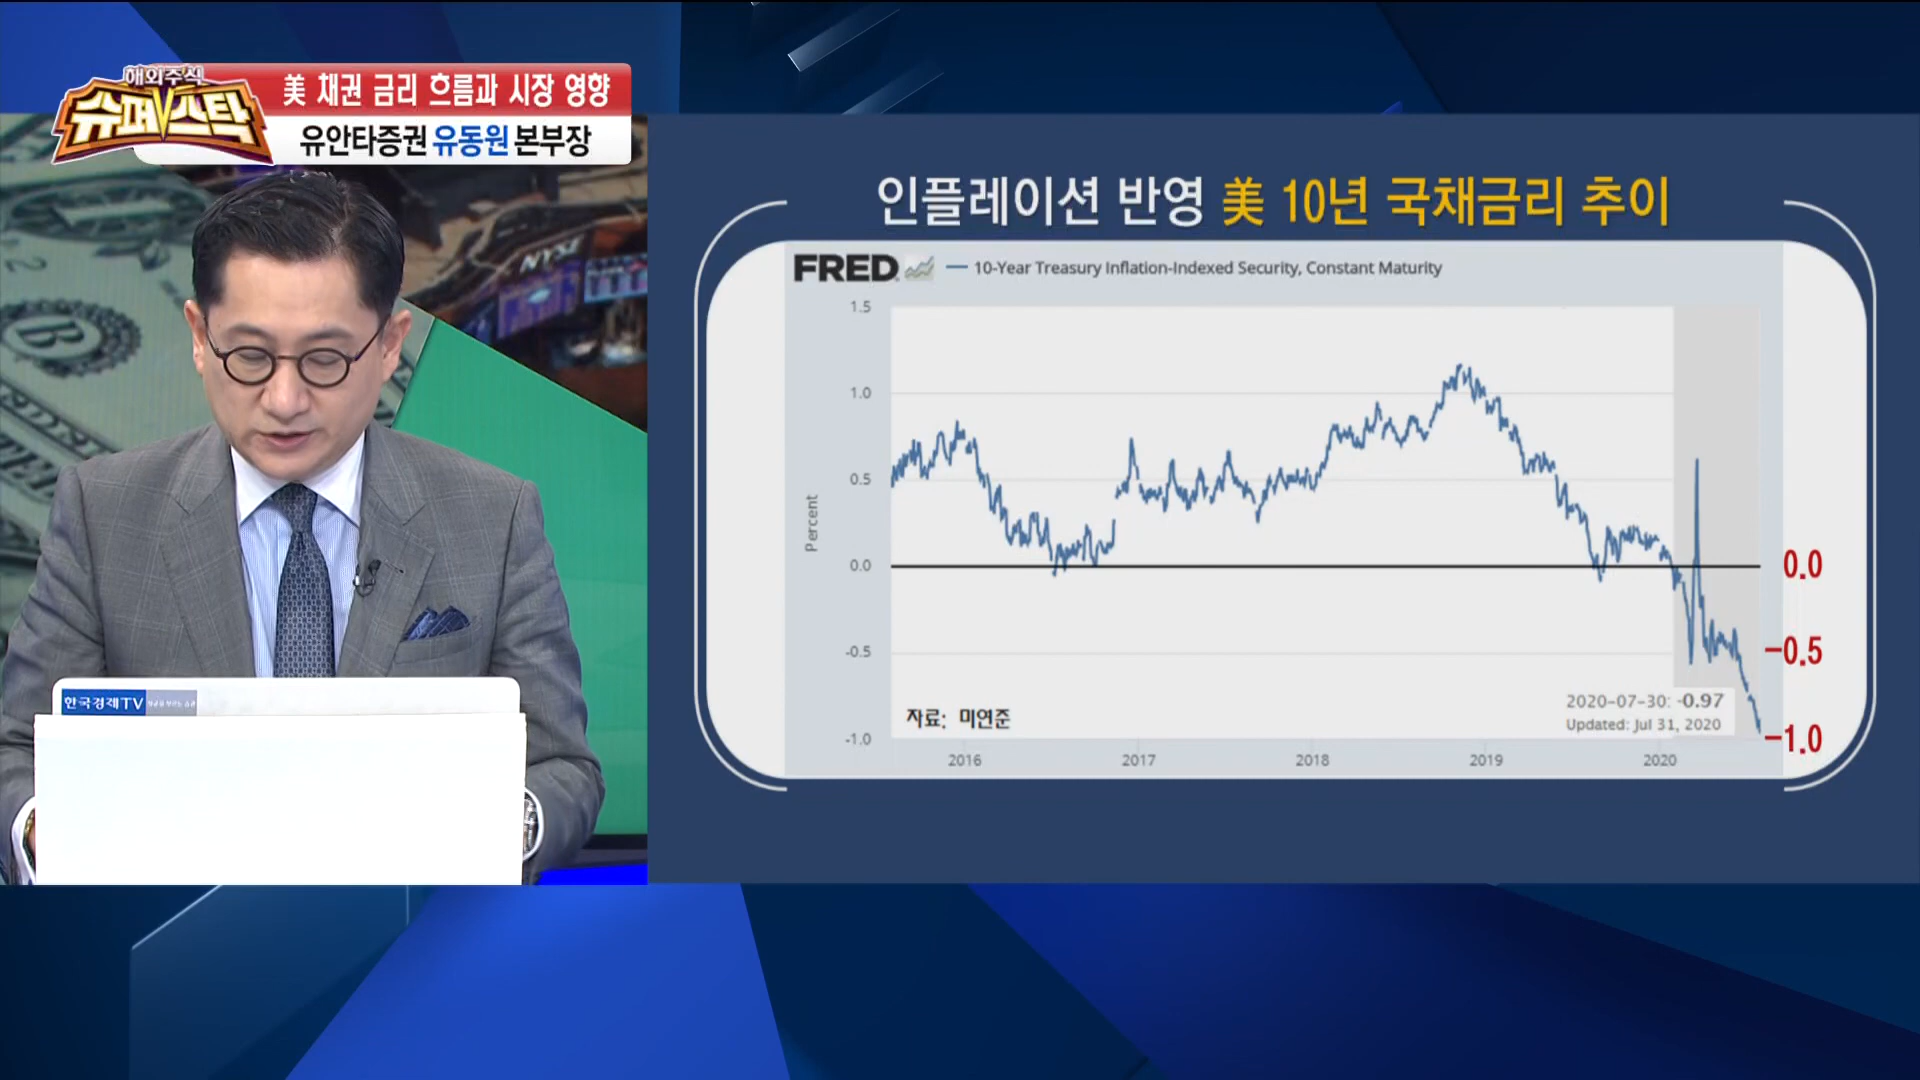 해외주식
슈퍼V스탁
美 채권 금리 흐름과 시장 영향
유안타증권 유동원 본부장
NYSE
B
2
인플레이션 반영 美 10년 국채금리 추이
FRED 10-Year Treasury Inflation-Indexed Security, Constant Maturity
1.5
1.0
0.5
0.0
-0.5
-1.0
Percent
0.0
-0.5
-1.0
2020-07-30: -0.97
Updated: Jul 31, 2020
자료: 미연준
2016 2017 2018 2019 2020
한국경제TV